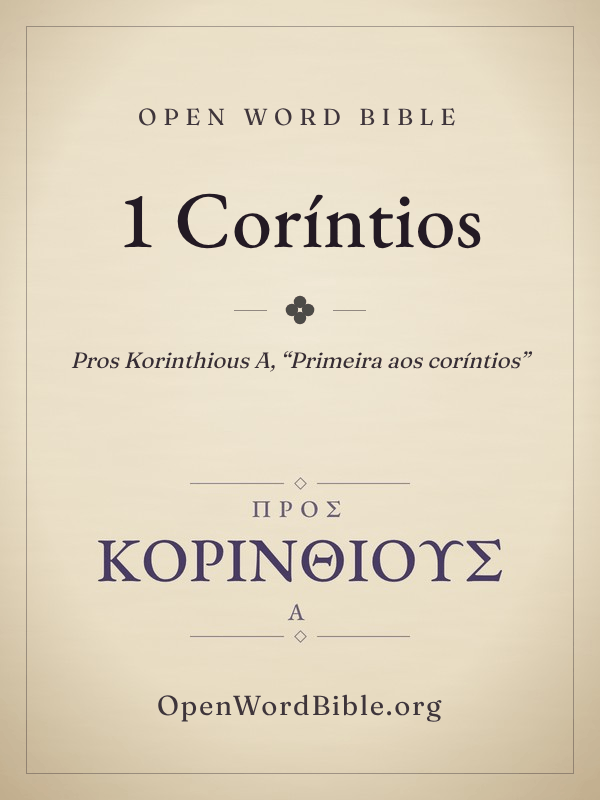 OPEN WORD BIBLE
1 Coríntios
Pros Korinthious A, “Primeira aos coríntios”
ΠΡΟΣ
ΚΟΡΙΝΘΙΟΥΣ
Α
OpenWordBible.org